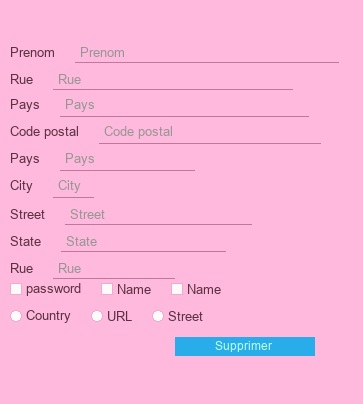 Prenom Prenom
Rue Rue
Pays Pays
Code postal Code postal
Pays Pays
City City
Street Street
State State
Rue Rue
password Name Name
Country URL Street
Supprimer